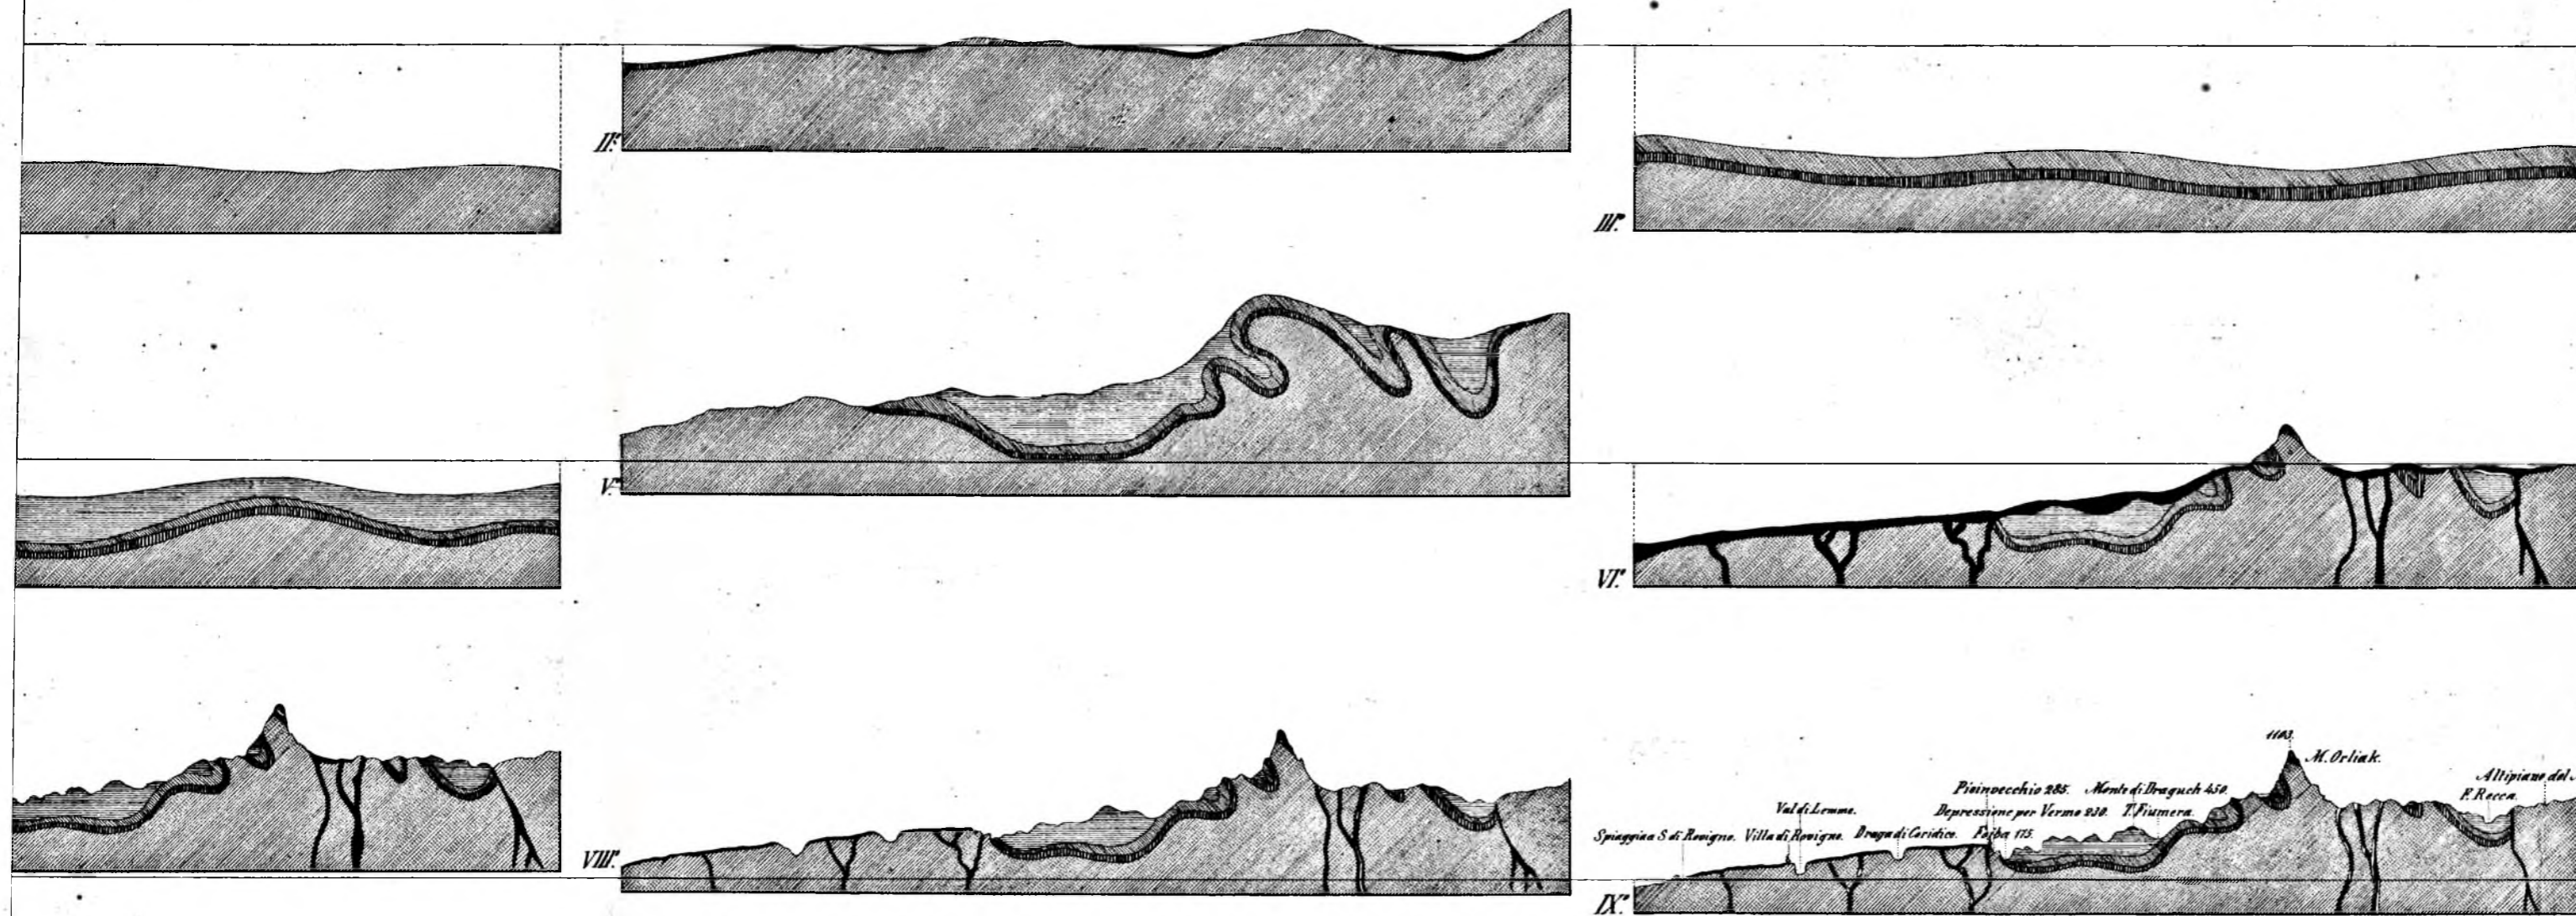 II.°
III.°
V.°
VI.°
VIII.°
1103.
M. Orliak.
Altipiano del
Pisinvecchio 285. Monte di Draguch 450.
F. Recca.
Val di Lemme.
Depressione per Vermo 230. T. Fiumera.
Spiaggia a S. di Rovigno. Villa di Rovigno. Draga di Coridico. Foiba 175.
IX.°